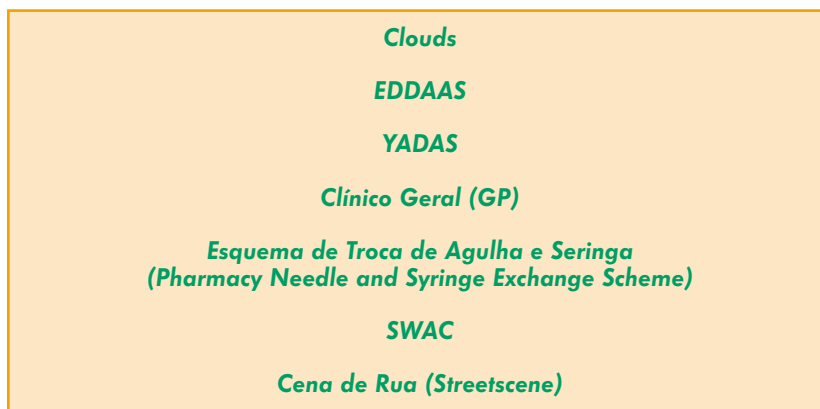 Clouds
EDDAAS
YADAS
Clínico Geral (GP)
Esquema de Troca de Agulha e Seringa
(Pharmacy Needle and Syringe Exchange Scheme)
SWAC
Cena de Rua (Streetscene)